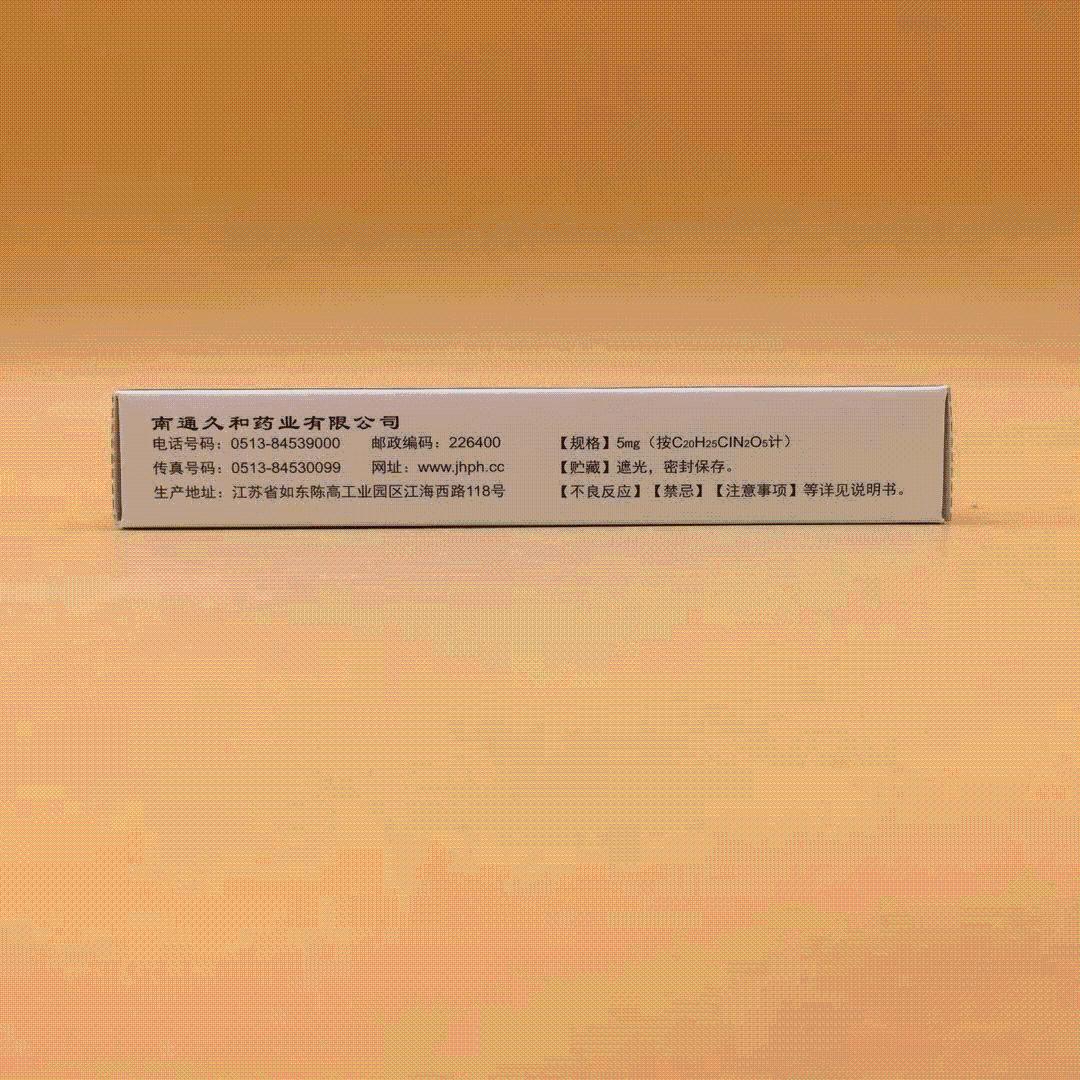 南通久和药业有限公司
电话号码：0513-84539000 邮政编码：226400
传真号码：0513-84530099 网址：www.jhph.cc
生产地址：江苏省如东陈高工业园区江海西路118号
【规格】5mg（按C₂₀H₂₅ClN₂O₅计）
【贮藏】遮光，密封保存。
【不良反应】【禁忌】【注意事项】等详见说明书。